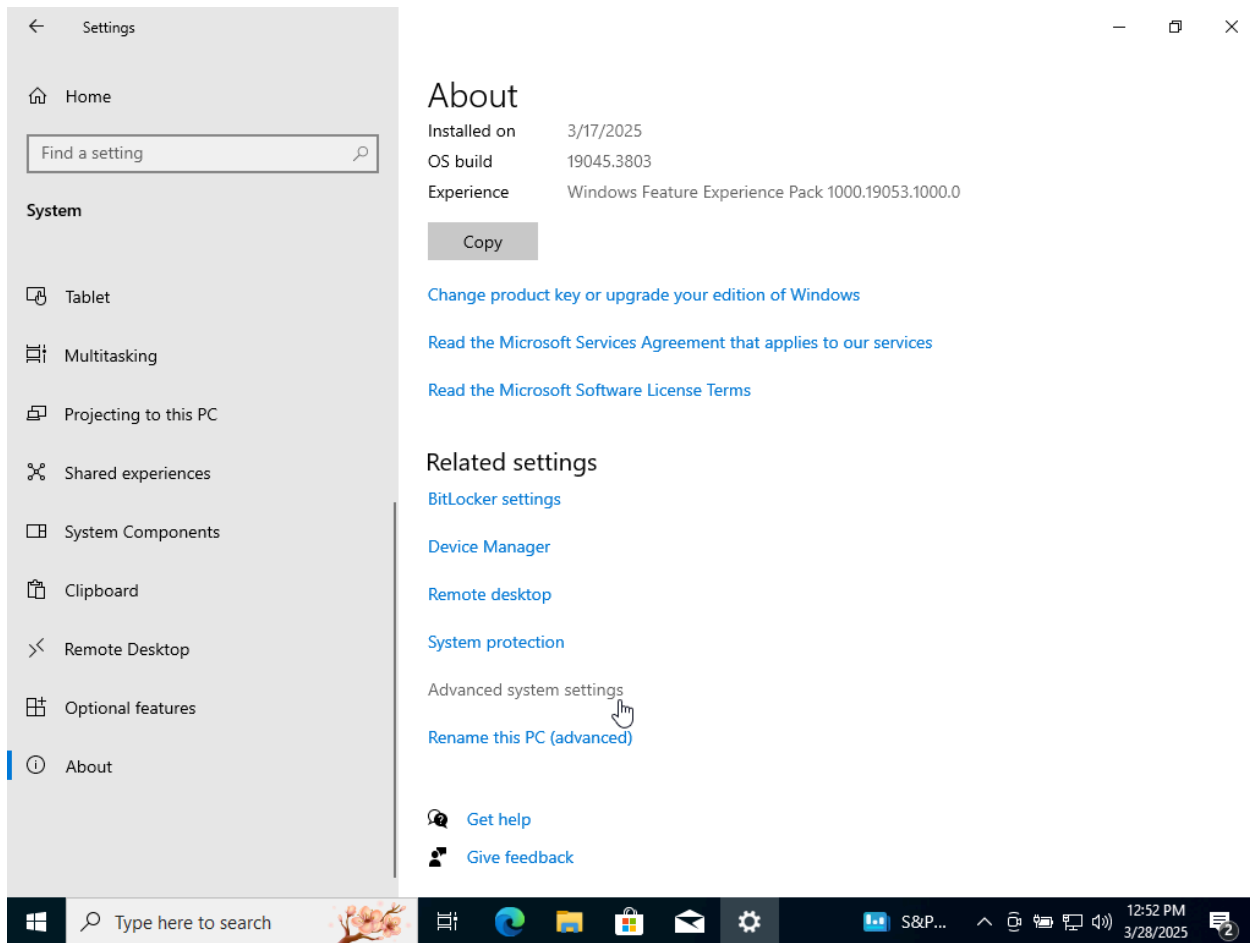 Settings
Home
Find a setting
System
Tablet
Multitasking
Projecting to this PC
Shared experiences
System Components
Clipboard
Remote Desktop
Optional features
About
About
Installed on 3/17/2025
OS build 19045.3803
Experience Windows Feature Experience Pack 1000.19053.1000.0
Copy
Change product key or upgrade your edition of Windows
Read the Microsoft Services Agreement that applies to our services
Read the Microsoft Software License Terms
Related settings
BitLocker settings
Device Manager
Remote desktop
System protection
Advanced system settings
Rename this PC (advanced)
Get help
Give feedback
Type here to search
S&P...
12:52 PM
3/28/2025
2